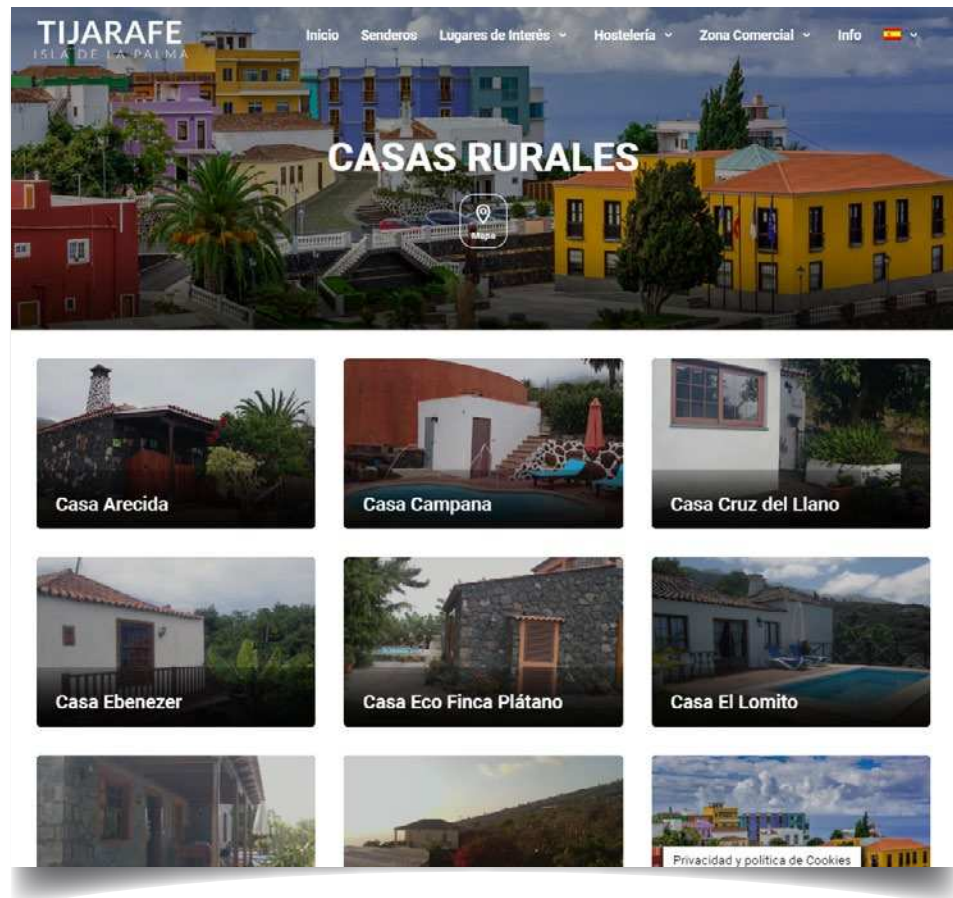 TIJARAFE
ISLA DE LA PALMA
Inicio Senderos Lugares de Interés Hostelería Zona Comercial Info
CASAS RURALES
Mapa
Casa Arecida
Casa Campana
Casa Cruz del Llano
Casa Ebenezer
Casa Eco Finca Plátano
Casa El Lomito
Privacidad y política de Cookies